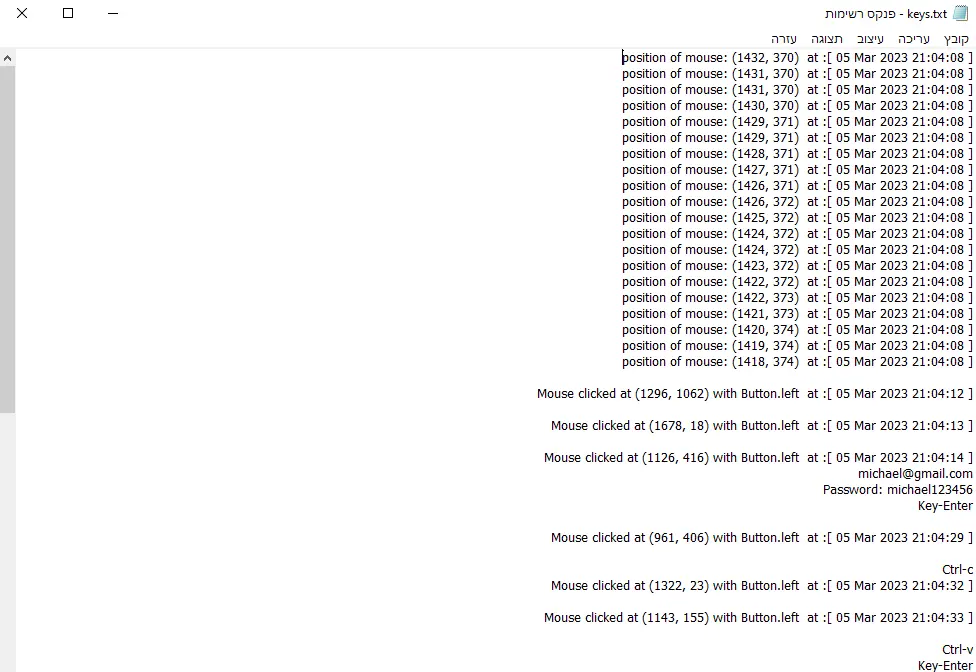 keys.txt - פנקס רשימות
קובץ עריכה עיצוב תצוגה עזרה
position of mouse: (1432, 370) at :[ 05 Mar 2023 21:04:08 ]
position of mouse: (1431, 370) at :[ 05 Mar 2023 21:04:08 ]
position of mouse: (1431, 370) at :[ 05 Mar 2023 21:04:08 ]
position of mouse: (1430, 370) at :[ 05 Mar 2023 21:04:08 ]
position of mouse: (1429, 371) at :[ 05 Mar 2023 21:04:08 ]
position of mouse: (1429, 371) at :[ 05 Mar 2023 21:04:08 ]
position of mouse: (1428, 371) at :[ 05 Mar 2023 21:04:08 ]
position of mouse: (1427, 371) at :[ 05 Mar 2023 21:04:08 ]
position of mouse: (1426, 371) at :[ 05 Mar 2023 21:04:08 ]
position of mouse: (1426, 372) at :[ 05 Mar 2023 21:04:08 ]
position of mouse: (1425, 372) at :[ 05 Mar 2023 21:04:08 ]
position of mouse: (1424, 372) at :[ 05 Mar 2023 21:04:08 ]
position of mouse: (1424, 372) at :[ 05 Mar 2023 21:04:08 ]
position of mouse: (1423, 372) at :[ 05 Mar 2023 21:04:08 ]
position of mouse: (1422, 372) at :[ 05 Mar 2023 21:04:08 ]
position of mouse: (1422, 373) at :[ 05 Mar 2023 21:04:08 ]
position of mouse: (1421, 373) at :[ 05 Mar 2023 21:04:08 ]
position of mouse: (1420, 374) at :[ 05 Mar 2023 21:04:08 ]
position of mouse: (1419, 374) at :[ 05 Mar 2023 21:04:08 ]
position of mouse: (1418, 374) at :[ 05 Mar 2023 21:04:08 ]
Mouse clicked at (1296, 1062) with Button.left at :[ 05 Mar 2023 21:04:12 ]
Mouse clicked at (1678, 18) with Button.left at :[ 05 Mar 2023 21:04:13 ]
Mouse clicked at (1126, 416) with Button.left at :[ 05 Mar 2023 21:04:14 ]
michael@gmail.com
Password: michael123456
Key-Enter
Mouse clicked at (961, 406) with Button.left at :[ 05 Mar 2023 21:04:29 ]
Ctrl-c
Mouse clicked at (1322, 23) with Button.left at :[ 05 Mar 2023 21:04:32 ]
Mouse clicked at (1143, 155) with Button.left at :[ 05 Mar 2023 21:04:33 ]
Ctrl-v
Key-Enter